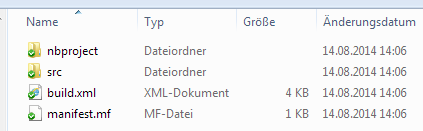 Name Typ Größe Änderungsdatum
nbproject Dateiordner 14.08.2014 14:06
src Dateiordner 14.08.2014 14:06
build.xml XML-Dokument 4 KB 14.08.2014 14:06
manifest.mf MF-Datei 1 KB 14.08.2014 14:06